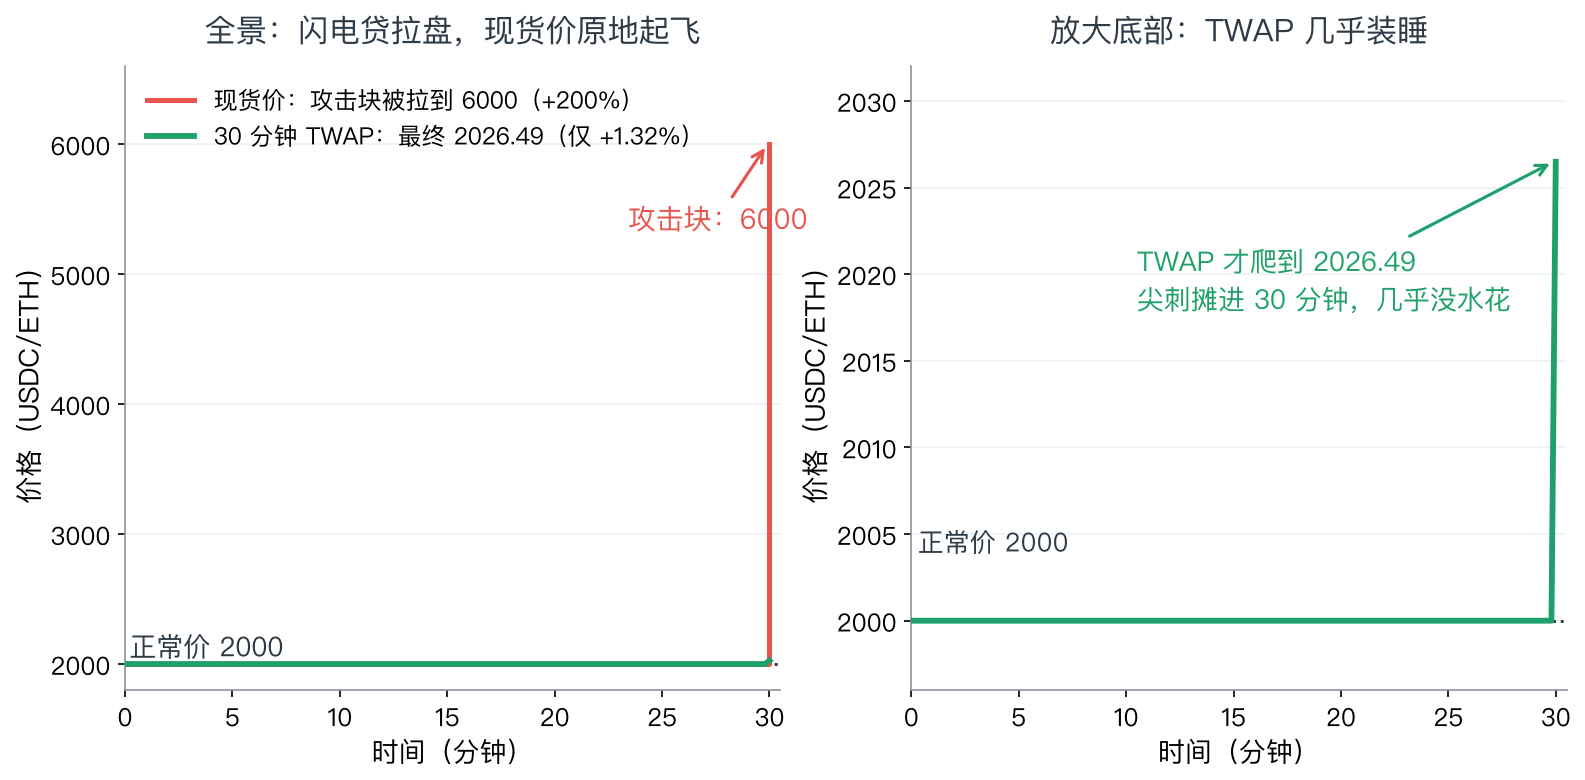 全景：闪电贷拉盘，现货价原地起飞
现货价：攻击块被拉到 6000（+200%）
30 分钟 TWAP：最终 2026.49（仅 +1.32%）
攻击块：6000
正常价 2000
价格（USDC/ETH）
6000
5000
4000
3000
2000
0 5 10 15 20 25 30
时间（分钟）
放大底部：TWAP 几乎装睡
TWAP 才爬到 2026.49
尖刺摊进 30 分钟，几乎没水花
正常价 2000
价格（USDC/ETH）
2030
2025
2020
2015
2010
2005
2000
0 5 10 15 20 25 30
时间（分钟）